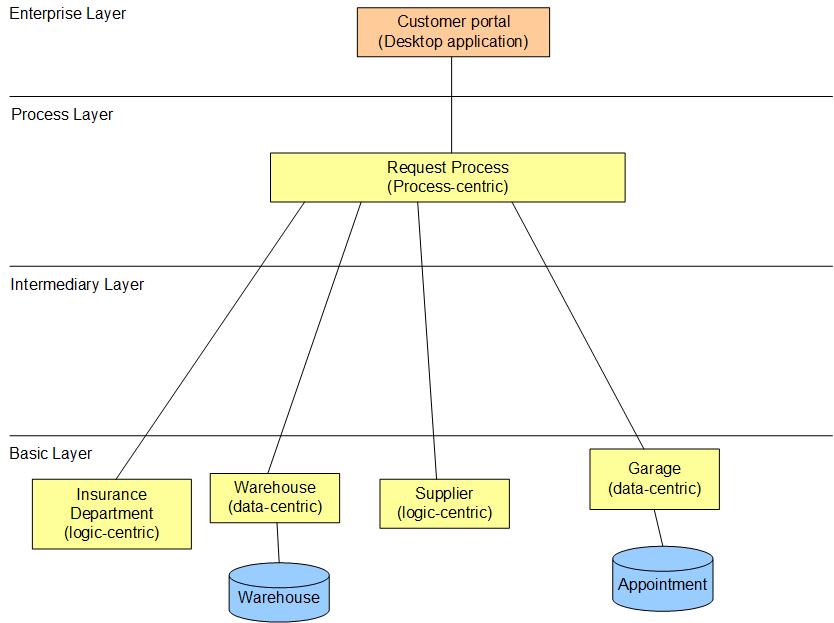 Enterprise Layer
Customer portal
(Desktop application)
Process Layer
Request Process
(Process-centric)
Intermediary Layer
Basic Layer
Insurance
Department
(logic-centric)
Warehouse
(data-centric)
Supplier
(logic-centric)
Garage
(data-centric)
Warehouse
Appointment